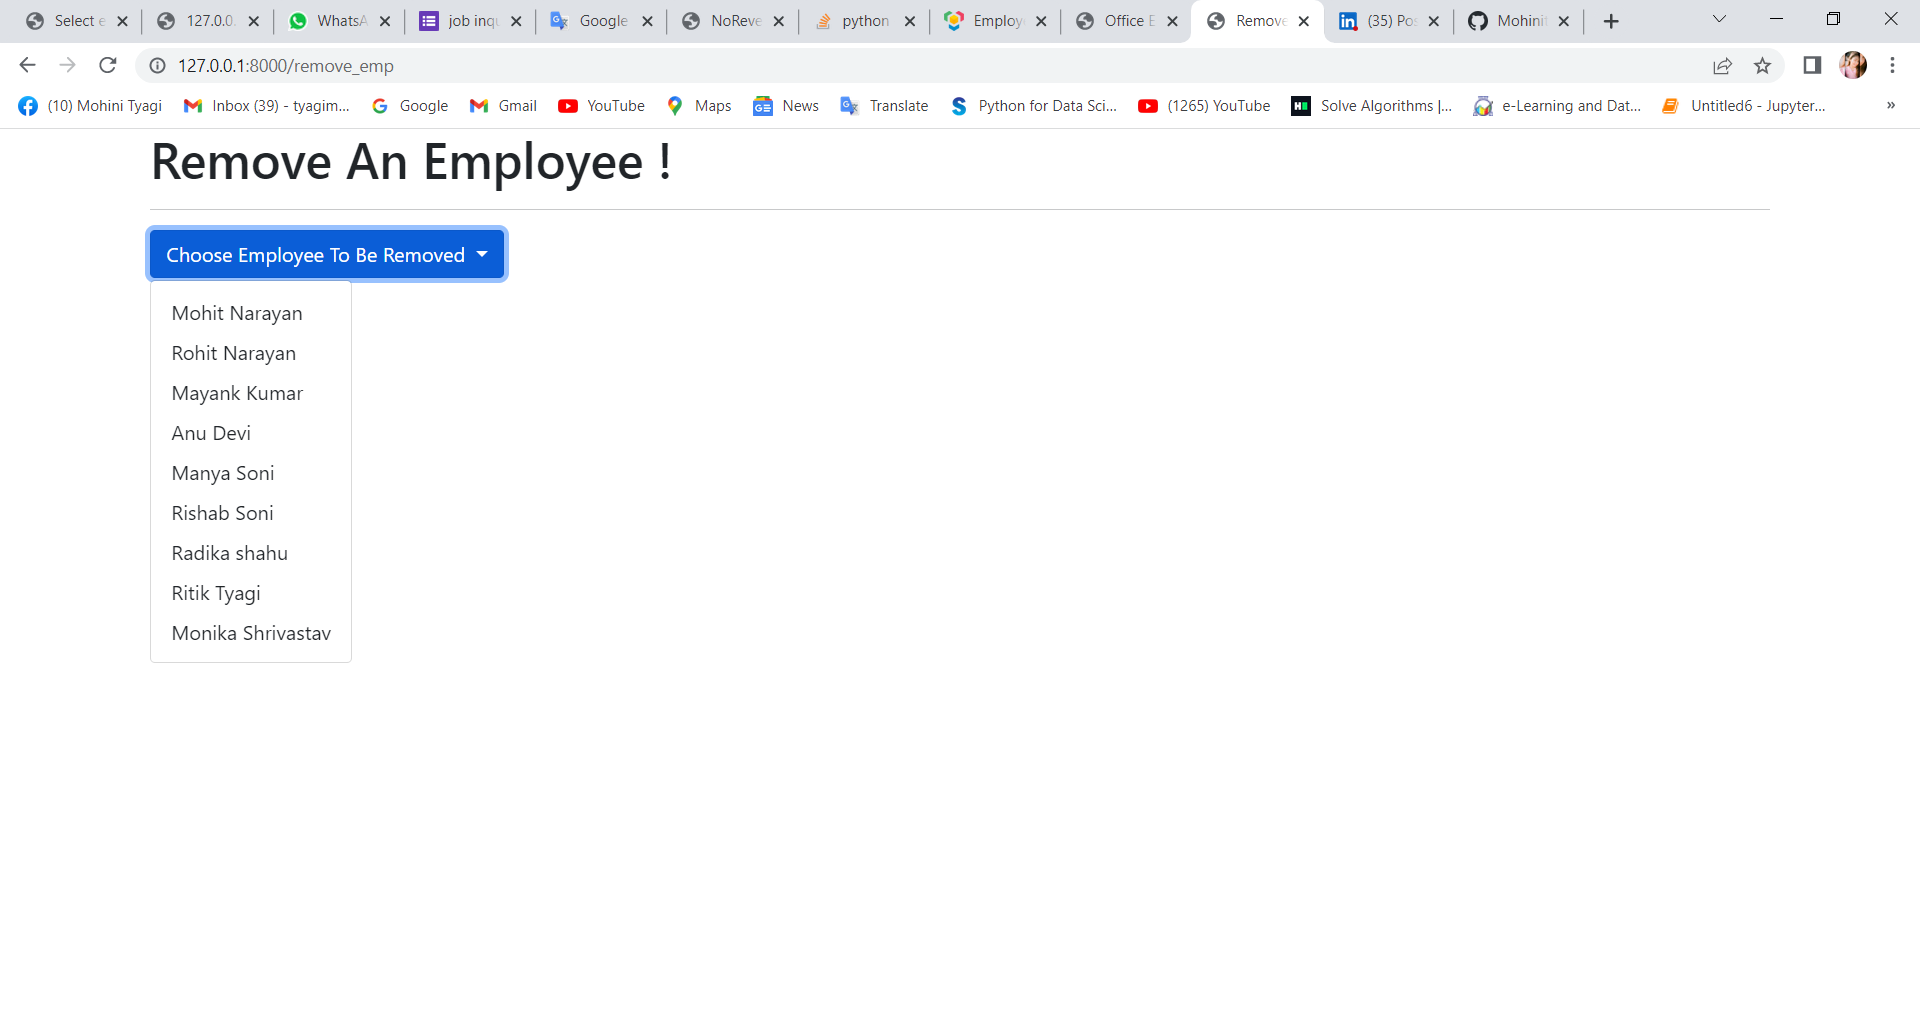 Select e
127.0.0.
WhatsA
job inqu
Google
NoReve
python
Employ
Office E
Remove
(35) Pos
Mohinit
127.0.0.1:8000/remove_emp
(10) Mohini Tyagi
Inbox (39) - tyagim...
Google
Gmail
YouTube
Maps
News
Translate
Python for Data Sci...
(1265) YouTube
Solve Algorithms |...
e-Learning and Dat...
Untitled6 - Jupyter...
»
Remove An Employee !
Choose Employee To Be Removed
Mohit Narayan
Rohit Narayan
Mayank Kumar
Anu Devi
Manya Soni
Rishab Soni
Radika shahu
Ritik Tyagi
Monika Shrivastav